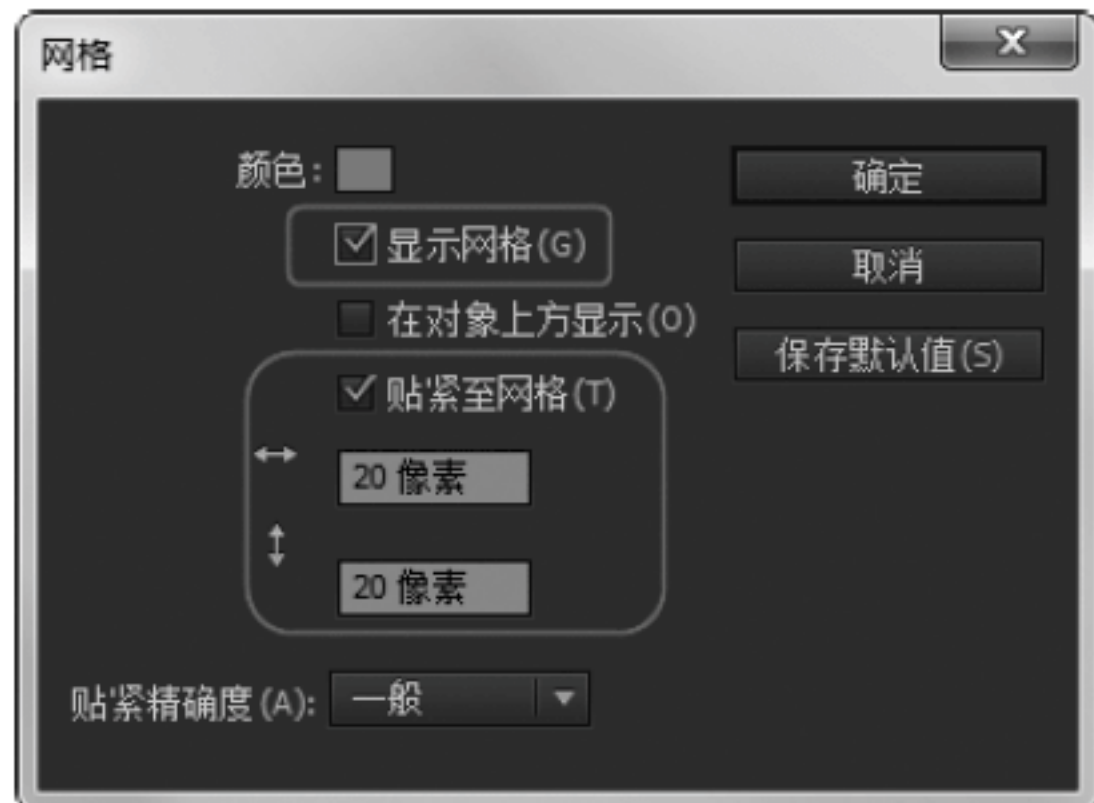 网格
颜色:
确定
显示网格(G)
取消
在对象上方显示(O)
保存默认值(S)
贴紧至网格(T)
20 像素
20 像素
贴紧精确度(A): 一般